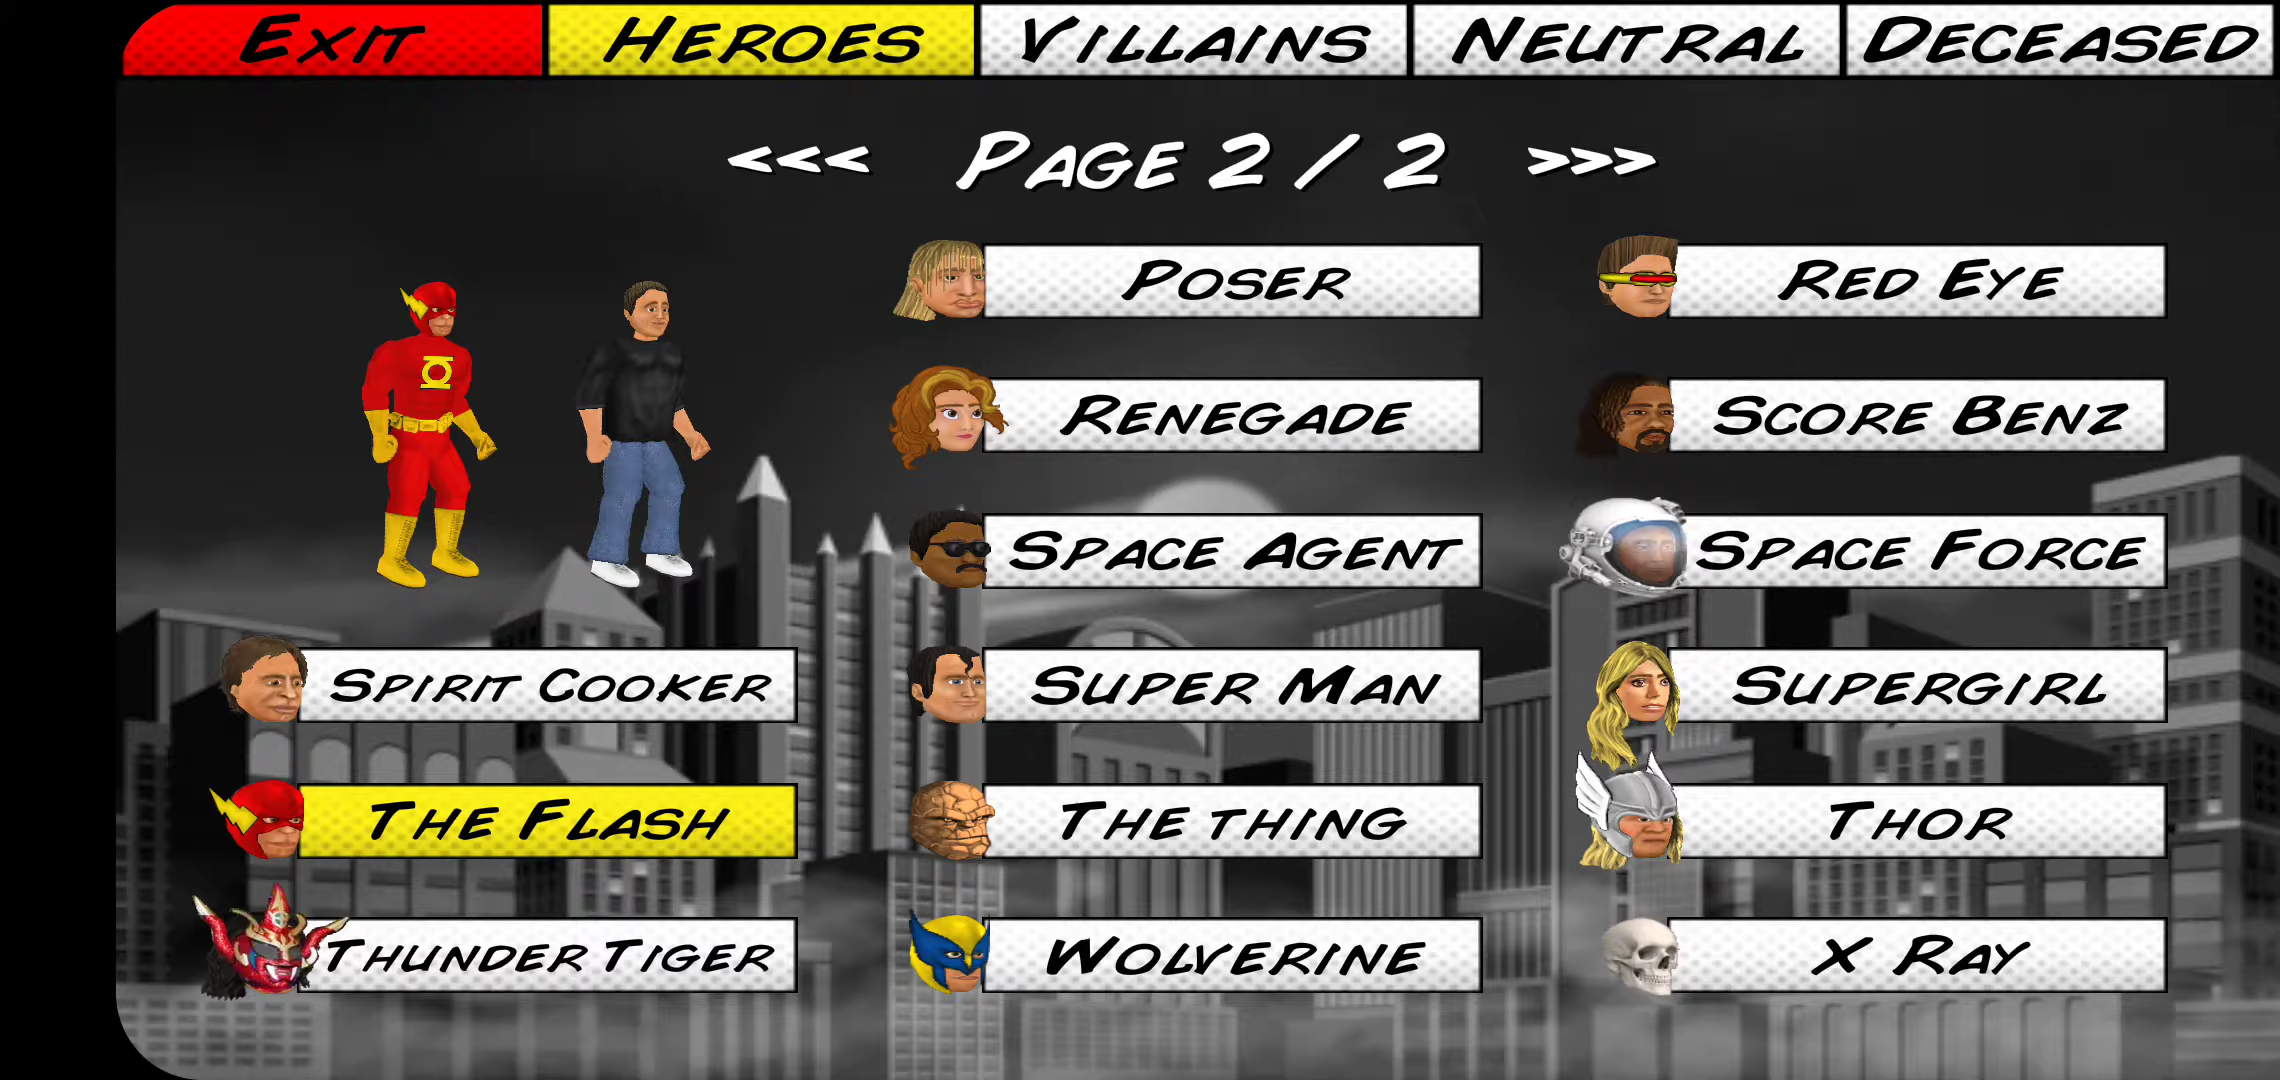 EXIT HEROES VILLAINS NEUTRAL DECEASED
<<< PAGE 2 / 2 >>>
POSER RED EYE
RENEGADE SCORE BENZ
SPACE AGENT SPACE FORCE
SPIRIT COOKER SUPER MAN SUPERGIRL
THE FLASH THE THING THOR
THUNDER TIGER WOLVERINE X RAY